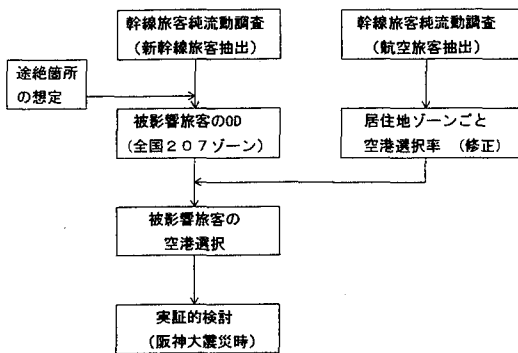 幹線旅客純流動調査
(新幹線旅客抽出)
幹線旅客純流動調査
(航空旅客抽出)
途絶箇所
の想定
被影響旅客のOD
(全国207ゾーン)
居住地ゾーンごと
空港選択率 (修正)
被影響旅客の
空港選択
実証的検討
(阪神大震災時)